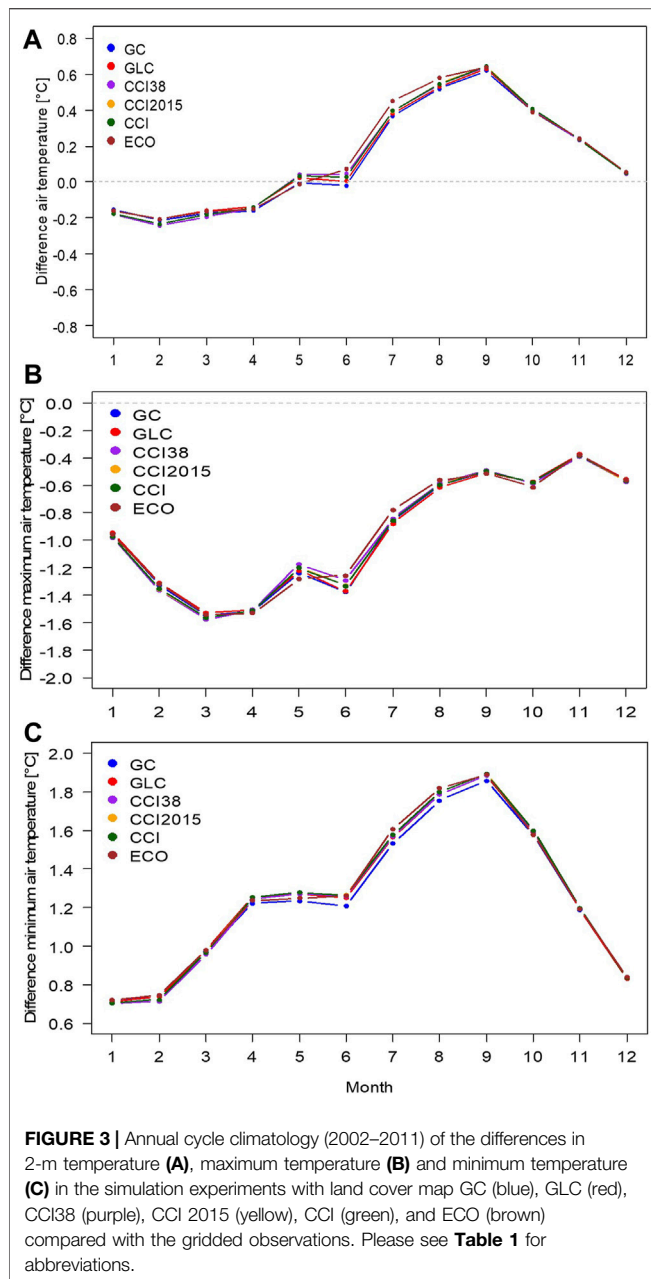 A
Difference air temperature [°C]
0.8
0.6
0.4
0.2
0.0
-0.2
-0.4
-0.6
-0.8
GC
GLC
CCI38
CCI2015
CCI
ECO
1 2 3 4 5 6 7 8 9 10 11 12
B
Difference maximum air temperature [°C]
0.0
-0.2
-0.4
-0.6
-0.8
-1.0
-1.2
-1.4
-1.6
-1.8
-2.0
GC
GLC
CCI38
CCI2015
CCI
ECO
1 2 3 4 5 6 7 8 9 10 11 12
C
Difference minimum air temperature [°C]
2.0
1.8
1.6
1.4
1.2
1.0
0.8
0.6
GC
GLC
CCI38
CCI2015
CCI
ECO
1 2 3 4 5 6 7 8 9 10 11 12
Month
FIGURE 3 | Annual cycle climatology (2002–2011) of the differences in
2-m temperature (A), maximum temperature (B) and minimum temperature
(C) in the simulation experiments with land cover map GC (blue), GLC (red),
CCI38 (purple), CCI 2015 (yellow), CCI (green), and ECO (brown)
compared with the gridded observations. Please see Table 1 for
abbreviations.